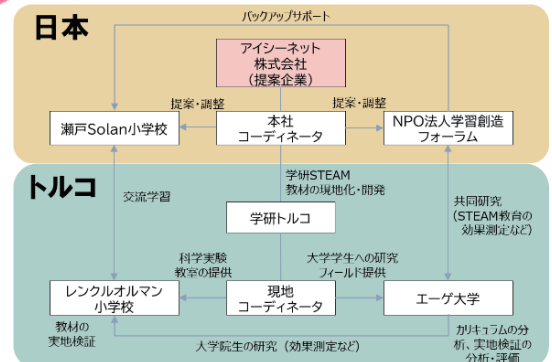 日本
バックアップサポート
アイシーネット
株式会社
(提案企業)
提案・調整
提案・調整
瀬戸Solan小学校
本社
コーディネータ
NPO法人学習創造
フォーラム
トルコ
交流学習
学研STEAM
教材の現地化・開発
共同研究
(STEAM教育の
効果測定など)
学研トルコ
科学実験
教室の提供
大学学生への研究
フィールド提供
レンクルオルマン
小学校
現地
コーディネータ
エーゲ大学
教材の
実地検証
大学院生の研究（効果測定など）
カリキュラムの分
析、実地検証の
分析・評価